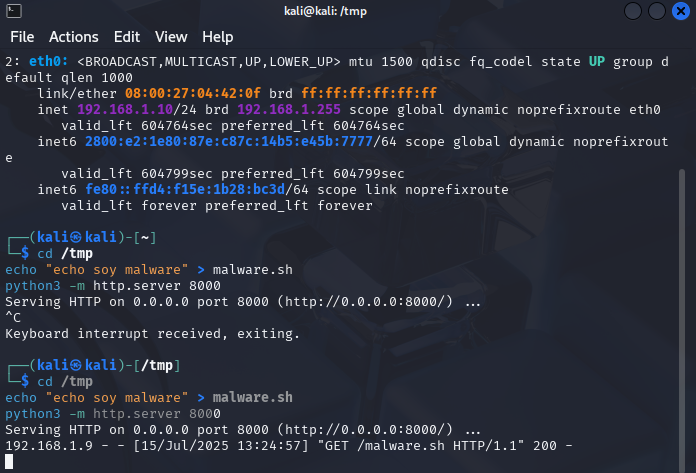 kali@kali: /tmp
File Actions Edit View Help
2: eth0: <BROADCAST,MULTICAST,UP,LOWER_UP> mtu 1500 qdisc fq_codel state UP group d
efault qlen 1000
    link/ether 08:00:27:04:42:0f brd ff:ff:ff:ff:ff:ff
    inet 192.168.1.10/24 brd 192.168.1.255 scope global dynamic noprefixroute eth0
       valid_lft 604764sec preferred_lft 604764sec
    inet6 2800:e2:1e80:87e:c87c:14b5:e45b:7777/64 scope global dynamic noprefixrout
e
       valid_lft 604799sec preferred_lft 604799sec
    inet6 fe80::ffd4:f15e:1b28:bc3d/64 scope link noprefixroute
       valid_lft forever preferred_lft forever
┌──(kali㉿kali)-[~]
└─$ cd /tmp
echo "echo soy malware" > malware.sh
python3 -m http.server 8000
Serving HTTP on 0.0.0.0 port 8000 (http://0.0.0.0:8000/) ...
^C
Keyboard interrupt received, exiting.
┌──(kali㉿kali)-[/tmp]
└─$ cd /tmp
echo "echo soy malware" > malware.sh
python3 -m http.server 8000
Serving HTTP on 0.0.0.0 port 8000 (http://0.0.0.0:8000/) ...
192.168.1.9 - - [15/Jul/2025 13:24:57] "GET /malware.sh HTTP/1.1" 200 -